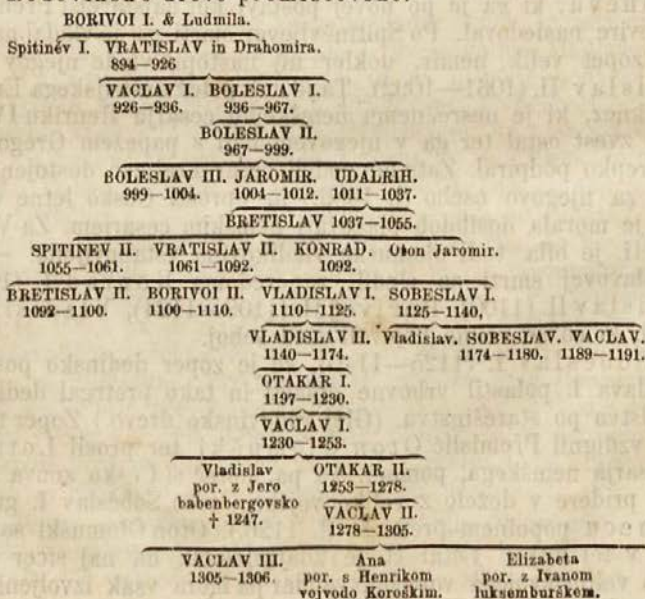 BORIVOI I. & Ludmila.
Spitinév I. VRATISLAV in Drahomira.
894—926
VACLAV I. BOLESLAV I.
926—936. 936—967.
BOLESLAV II.
967—999.
BOLESLAV III. JAROMIR. UDALRIH.
999—1004. 1004—1012. 1011—1037.
BRETISLAV 1037—1055.
SPITINEV II. VRATISLAV II. KONRAD. Oton Jaromir.
1055—1061. 1061—1092. 1092.
BRETISLAV II. BORIVOI II. VLADISLAV I. SOBESLAV I.
1092—1100. 1100—1110. 1110—1125. 1125—1140,
VLADISLAV II. Vladislav. SOBESLAV. VACLAV.
1140—1174. 1174—1180. 1189—1191.
OTAKAR I.
1197—1230.
VACLAV I.
1230—1253.
Vladislav OTAKAR II.
por. z Jero 1253—1278.
babenbergovsko VACLAV II.
† 1247. 1278—1305.
VACLAV III. Ana Elizabeta
1305—1306. por. s Henrikom por. z Ivanom
vojvodo Koroškim. luksemburškem.